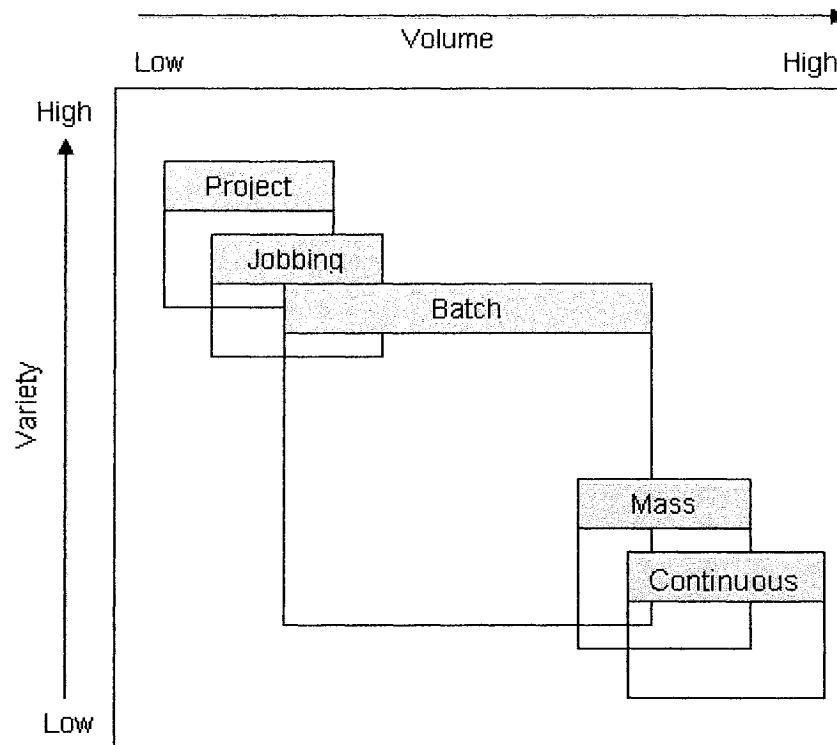 Volume
Low
High
High
Project
Jobbing
Batch
Variety
Mass
Continuous
Low